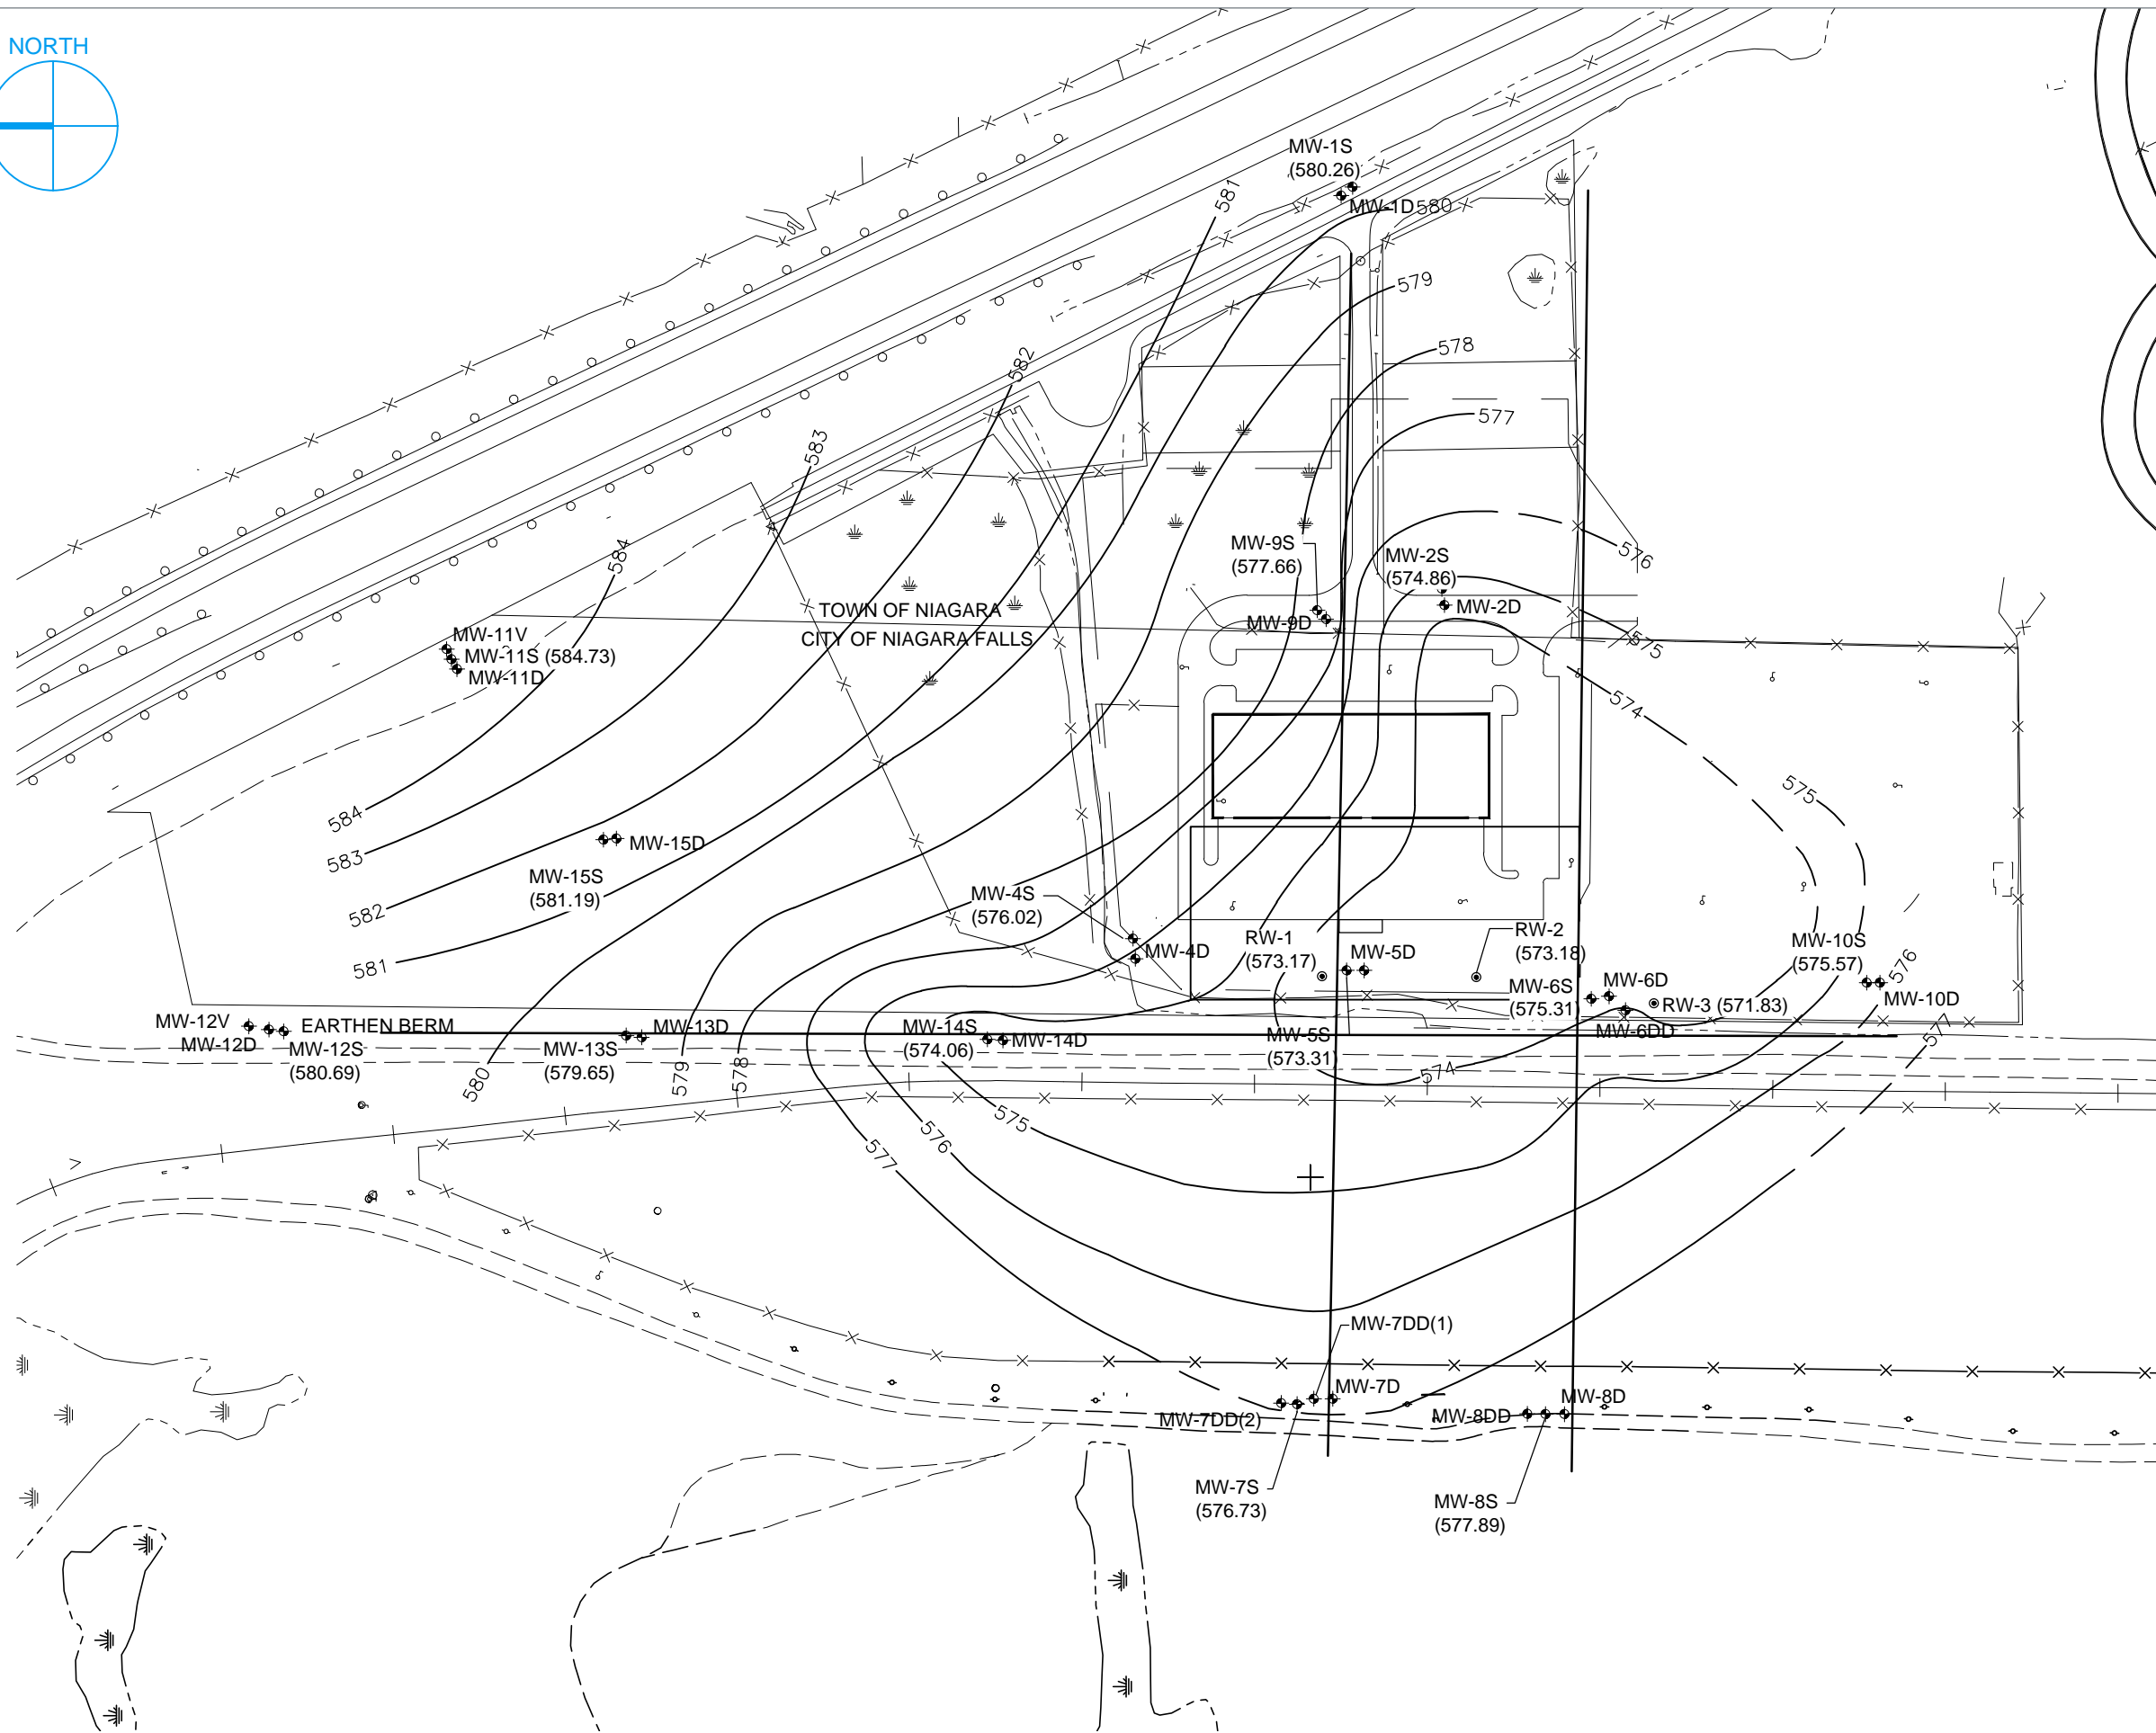 NORTH
MW-1S
(580.26)
MW-1D
580
581
579
578
582
577
583
584
MW-9S
(577.66)
MW-2S
(574.86)
576
MW-2D
MW-9D
575
TOWN OF NIAGARA
CITY OF NIAGARA FALLS
MW-11V
MW-11S (584.73)
MW-11D
574
575
584
583
MW-15D
MW-15S
(581.19)
582
MW-4S
(576.02)
MW-4D
RW-1
(573.17)
MW-5D
RW-2
(573.18)
MW-10S
(575.57)
576
581
MW-6S
(575.31)
MW-6D
RW-3 (571.83)
MW-10D
MW-6DD
577
MW-12V
MW-12D
EARTHEN BERM
MW-12S
(580.69)
MW-13S
(579.65)
MW-13D
MW-14S
(574.06)
MW-14D
MW-5S
(573.31)
580
579
578
574
575
576
577
MW-7DD(1)
MW-7D
MW-7DD(2)
MW-8DD
MW-8D
MW-7S
(576.73)
MW-8S
(577.89)